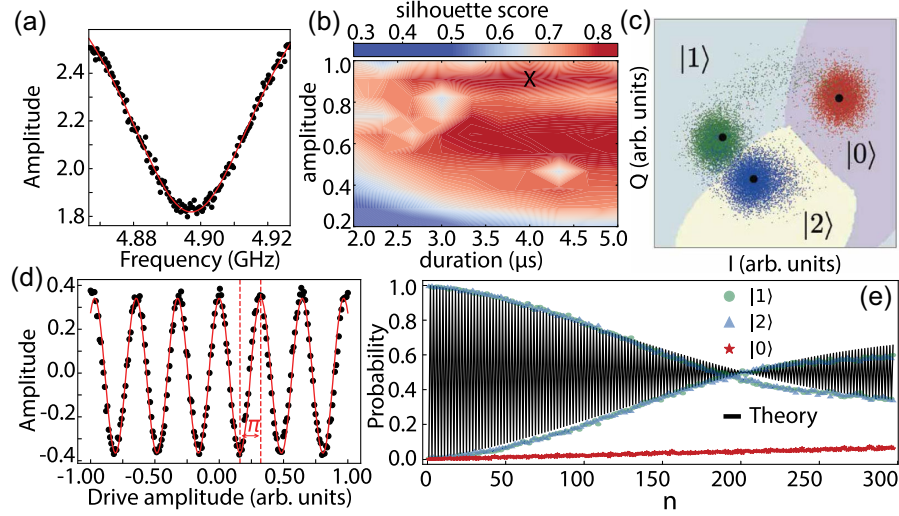 (a)
Amplitude
2.4
2.2
2.0
1.8
4.88 4.90 4.92
Frequency (GHz)
(b)
silhouette score
0.3 0.4 0.5 0.6 0.7 0.8
amplitude
1.0
0.8
0.6
0.4
0.2
X
2.0 2.5 3.0 3.5 4.0 4.5 5.0
duration (μs)
(c)
Q (arb. units)
|1⟩
|0⟩
|2⟩
I (arb. units)
(d)
Amplitude
0.4
0.2
0.0
-0.2
-0.4
π
-1.00 -0.50 0.00 0.50 1.00
Drive amplitude (arb. units)
(e)
Probability
1.0
0.8
0.6
0.4
0.2
0.0
|1⟩
|2⟩
|0⟩
Theory
0 50 100 150 200 250 300
n